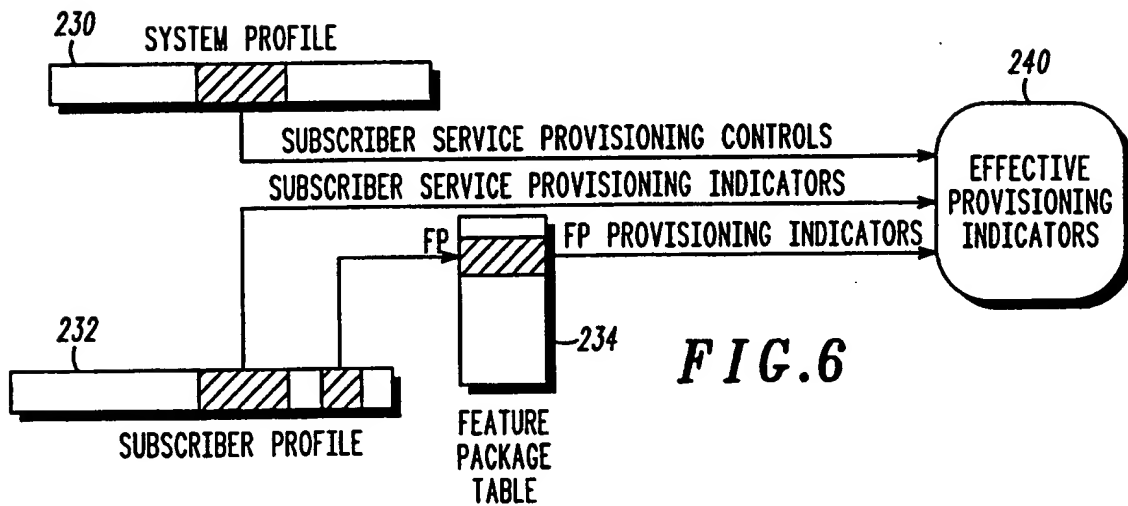 230
SYSTEM PROFILE
240
SUBSCRIBER SERVICE PROVISIONING CONTROLS
SUBSCRIBER SERVICE PROVISIONING INDICATORS
EFFECTIVE
PROVISIONING
INDICATORS
FP
FP PROVISIONING INDICATORS
232
234
FIG.6
SUBSCRIBER PROFILE
FEATURE
PACKAGE
TABLE